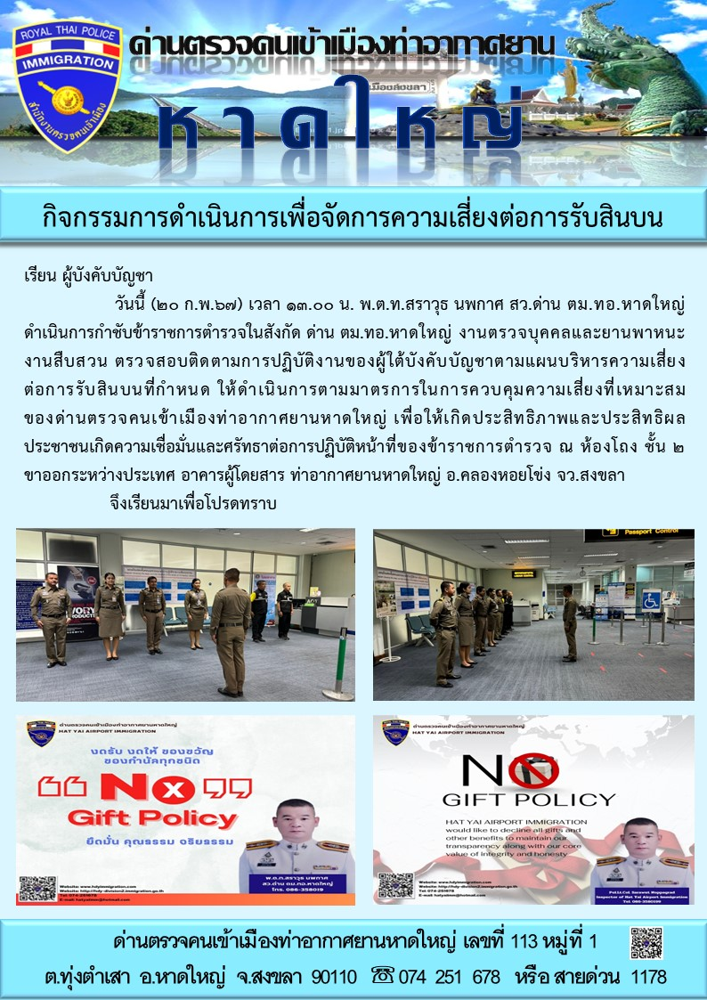 ROYAL THAI POLICE
IMMIGRATION
สำนักงานตรวจคนเข้าเมือง
ด่านตรวจคนเข้าเมืองท่าอากาศยาน
หาดใหญ่
เมืองสงขลา
กิจกรรมการดำเนินการเพื่อจัดการความเสี่ยงต่อการรับสินบน
เรียน ผู้บังคับบัญชา
วันนี้ (๒๐ ก.พ.๖๗) เวลา ๑๓.๐๐ น. พ.ต.ท.สราวุธ นพกาศ สว.ด่าน ตม.ทอ.หาดใหญ่
ดำเนินการกำชับข้าราชการตำรวจในสังกัด ด่าน ตม.ทอ.หาดใหญ่ งานตรวจบุคคลและยานพาหนะ
งานสืบสวน ตรวจสอบติดตามการปฏิบัติงานของผู้ใต้บังคับบัญชาตามแผนบริหารความเสี่ยง
ต่อการรับสินบนที่กำหนด ให้ดำเนินการตามมาตรการในการควบคุมความเสี่ยงที่เหมาะสม
ของด่านตรวจคนเข้าเมืองท่าอากาศยานหาดใหญ่ เพื่อให้เกิดประสิทธิภาพและประสิทธิผล
ประชาชนเกิดความเชื่อมั่นและศรัทธาต่อการปฏิบัติหน้าที่ของข้าราชการตำรวจ ณ ห้องโถง ชั้น ๒
ขาออกระหว่างประเทศ อาคารผู้โดยสาร ท่าอากาศยานหาดใหญ่ อ.คลองหอยโข่ง จว.สงขลา
จึงเรียนมาเพื่อโปรดทราบ
Passport Control
ด่านตรวจคนเข้าเมืองท่าอากาศยานหาดใหญ่
HAT YAI AIRPORT IMMIGRATION
งดรับ งดให้ ของขวัญ
ของกำนัลทุกชนิด
No
Gift Policy
ยึดมั่น คุณธรรม จริยธรรม
พ.ต.ท.สราวุธ นพกาศ
สว.ด่าน ตม.ทอ.หาดใหญ่
โทร. 086-358019
Website: www.hdyimmigration.com
Website: http://hdy-division2.immigration.go.th
Tel: 074-251678
E-mail: hatyaiimm@hotmail.com
ด่านตรวจคนเข้าเมืองท่าอากาศยานหาดใหญ่
HAT YAI AIRPORT IMMIGRATION
NO
GIFT POLICY
HAT YAI AIRPORT IMMIGRATION
would like to decline all gifts and
other benefits to maintain our
transparency along with our core
value of integrity and honesty
Pol.Lt.Col. Sarawut Noppagrad
Inspector of Hat Yai Airport Immigration
Tel: 086-3580199
Website: www.hdyimmigration.com
Website: http://hdy-division2.immigration.go.th
Tel: 074-251678
E-mail: hatyaiimm@hotmail.com
ด่านตรวจคนเข้าเมืองท่าอากาศยานหาดใหญ่ เลขที่ 113 หมู่ที่ 1
ต.ทุ่งตำเสา อ.หาดใหญ่ จ.สงขลา 90110 ☏ 074 251 678 หรือ สายด่วน 1178